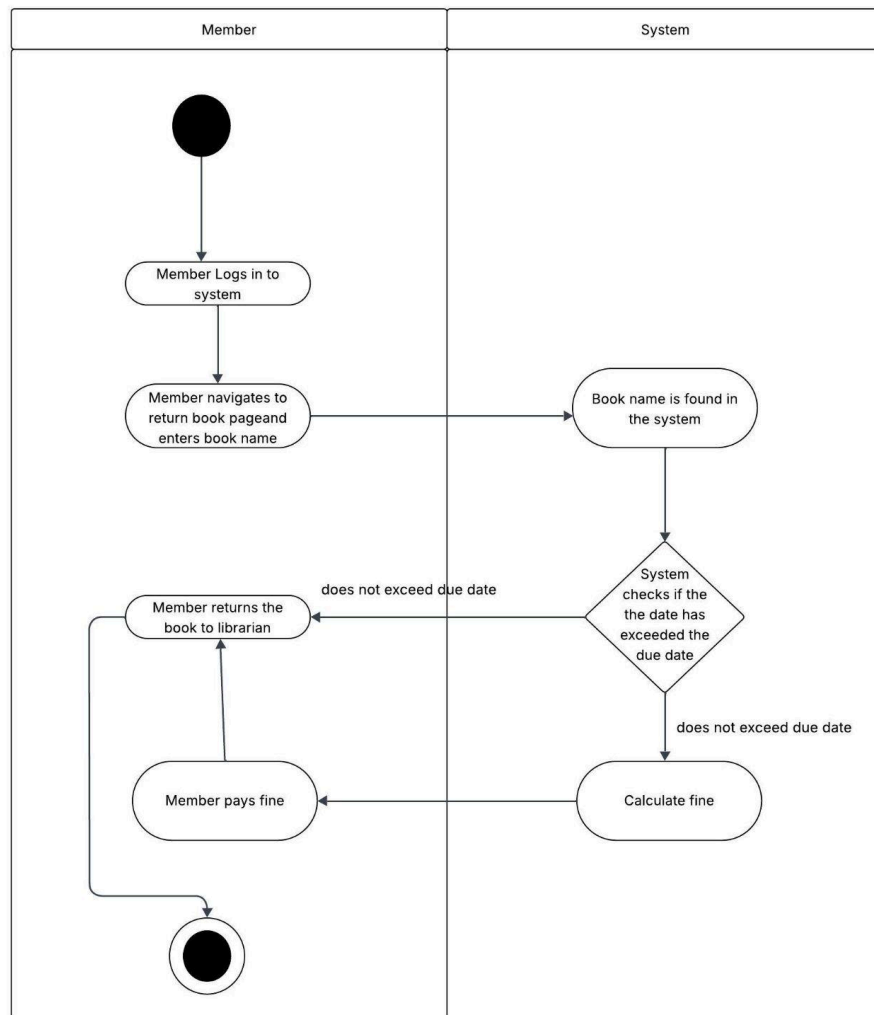 Member
System
Member Logs in to
system
Member navigates to
return book pageand
enters book name
Book name is found in
the system
System
checks if the
the date has
exceeded the
due date
does not exceed due date
Member returns the
book to librarian
does not exceed due date
Calculate fine
Member pays fine